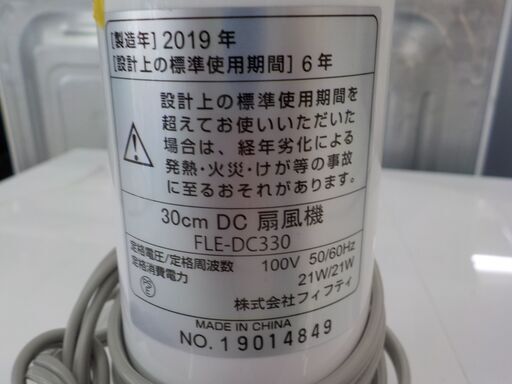 [製造年] 2019 年
[設計上の標準使用期間] 6 年
設計上の標準使用期間を
超えてお使いいただいた
場合は、経年劣化による
発熱・火災・けが等の事故
に至るおそれがあります。
30cm DC 扇風機
FLE-DC330
定格電圧/定格周波数 100V 50/60Hz
定格消費電力 21W/21W
株式会社フィフティ
MADE IN CHINA
NO.19014849